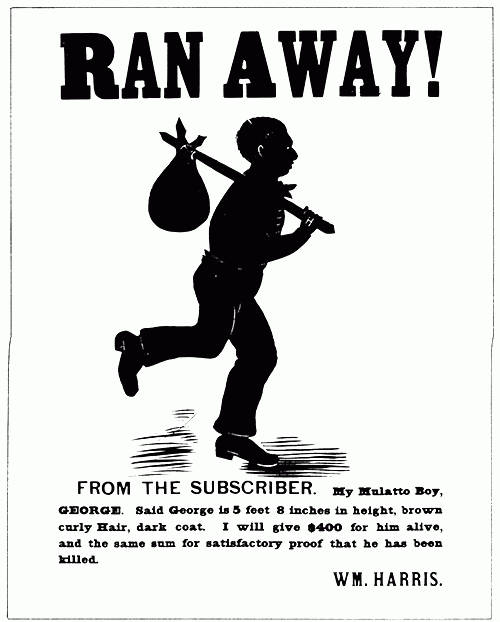 RAN AWAY!
FROM THE SUBSCRIBER. My Mulatto Boy,
GEORGE. Said George is 5 feet 8 inches in height, brown
curly Hair, dark coat. I will give $400 for him alive,
and the same sum for satisfactory proof that he has been
killed.
WM. HARRIS.